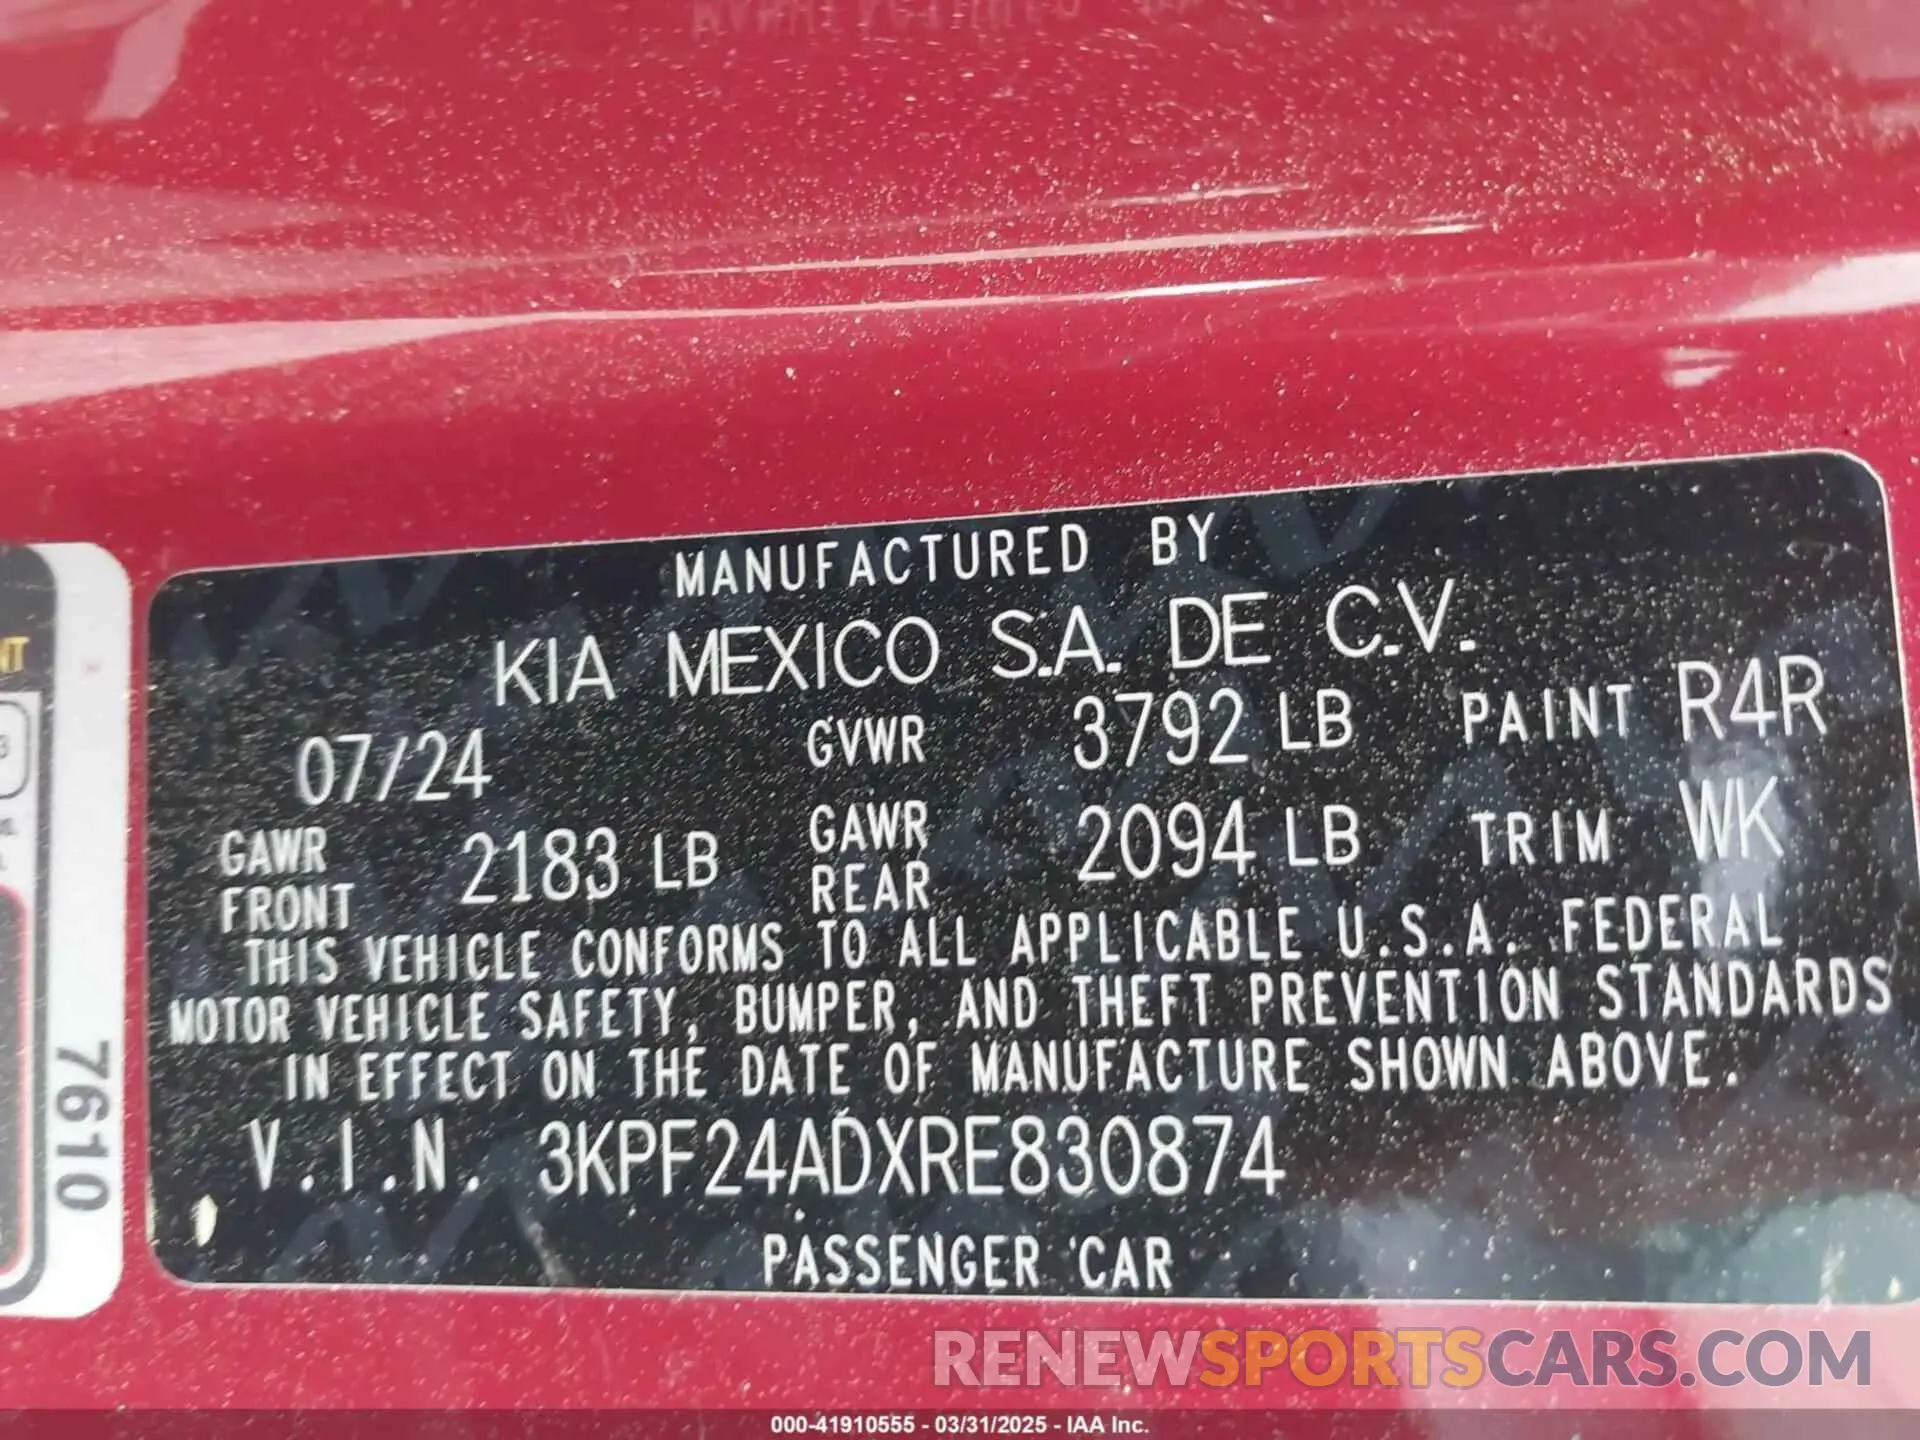 MANUFACTURED BY
KIA MEXICO S.A. DE C.V.
07/24 GVWR 3792 LB PAINT R4R
GAWR FRONT 2183 LB GAWR REAR 2094 LB TRIM WK
THIS VEHICLE CONFORMS TO ALL APPLICABLE U.S.A. FEDERAL
MOTOR VEHICLE SAFETY, BUMPER, AND THEFT PREVENTION STANDARDS
IN EFFECT ON THE DATE OF MANUFACTURE SHOWN ABOVE.
V.I.N. 3KPF24ADXRE830874
PASSENGER CAR
7610
RENEWSPORTSCARS.COM
000-41910555 - 03/31/2025 - IAA Inc.